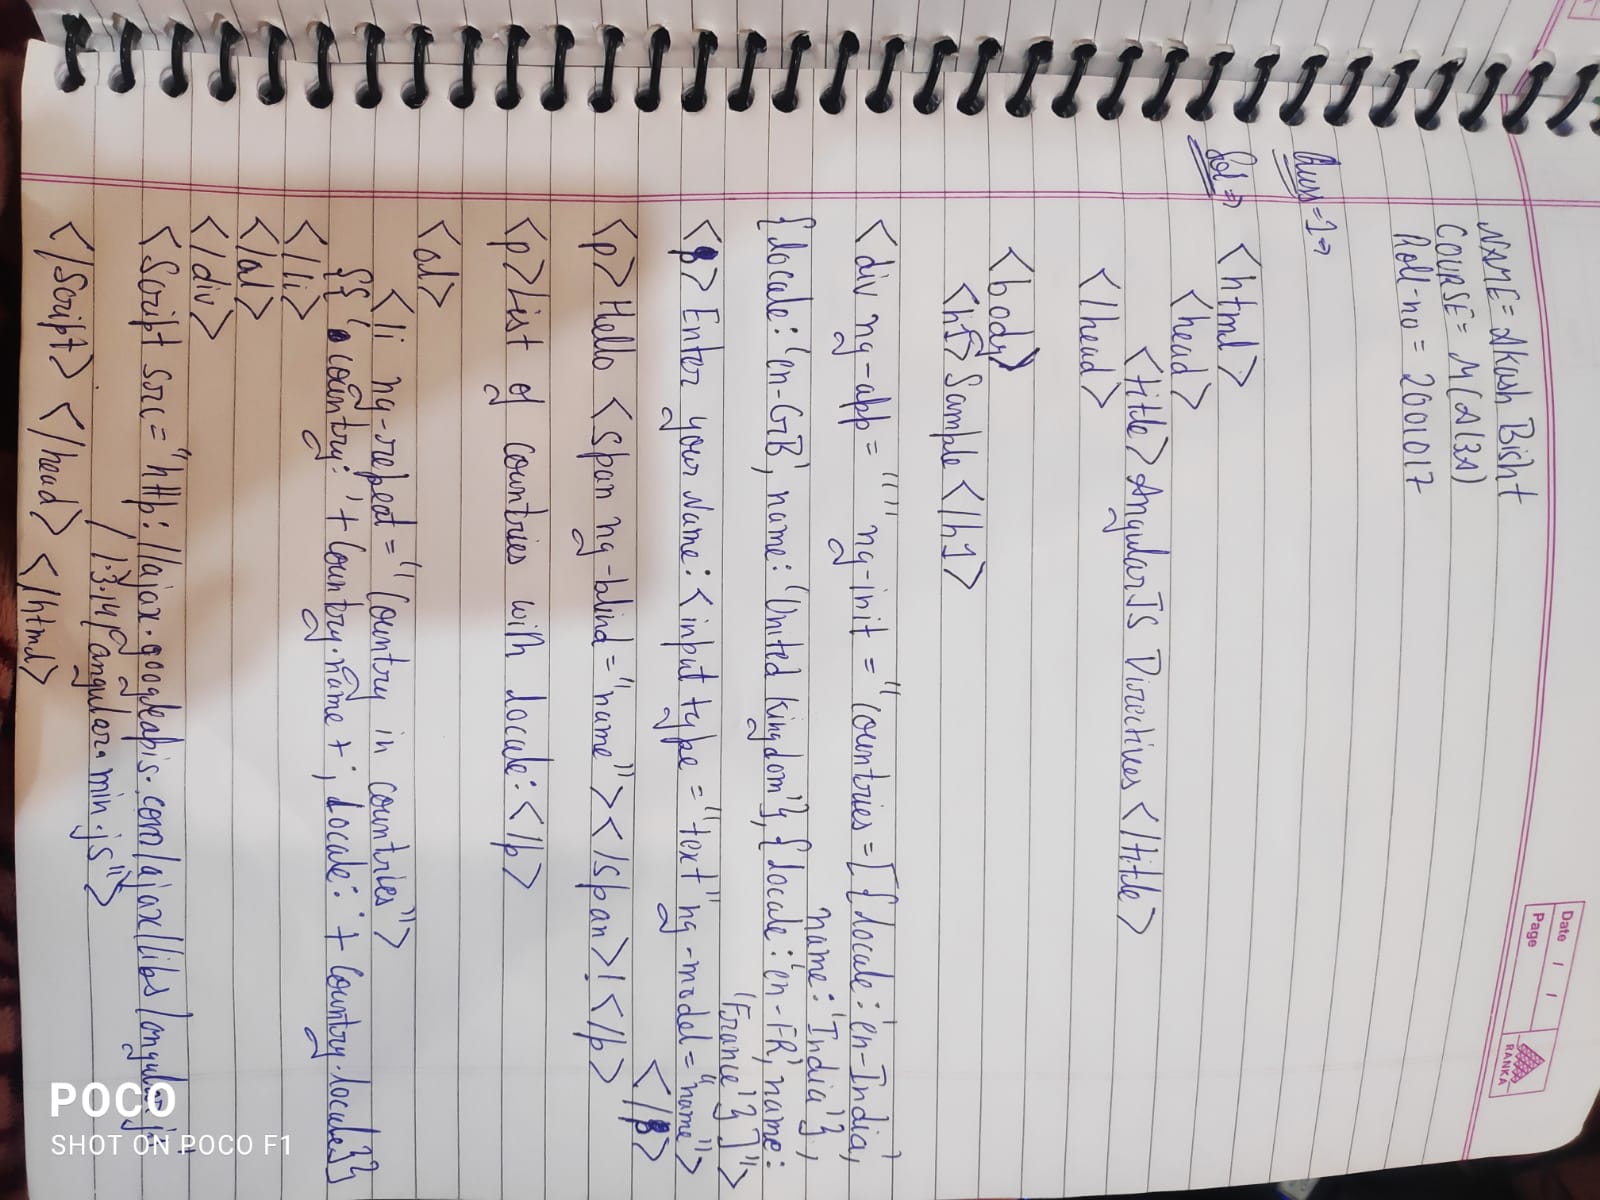 Date / /
Page
RANKA
NAME = Akash Bisht
COURSE = MCA(3A)
Roll-no = 2001017
Ans=1⇒
Sol⇒ <html>
<head>
<title> AngularJS Directives </title>
</head>
<body>
<h1> Sample </h1>
<div ng-app = "" ng-init = "countries = [{locale: 'en-India',
name: 'India'},
{locale: 'en-GB', name: 'United Kingdom'}, {locale: 'en-FR', name:
'France'}]">
<p> Enter your Name: <input type = "text" ng-model = "name">
</p>
<p> Hello <span ng-bind = "name"> </span>! </p>
<p> List of countries with locale: </p>
<ol>
<li ng-repeat = "country in countries">
{{ 'country: ' + country.name + ', locale: ' + country.locale}}
</li>
</ol>
</div>
<script src = "http://ajax.googleapis.com/ajax/libs/angularjs
/1.3.14/angular.min.js">
</script> </head> </html>
POCO
SHOT ON POCO F1